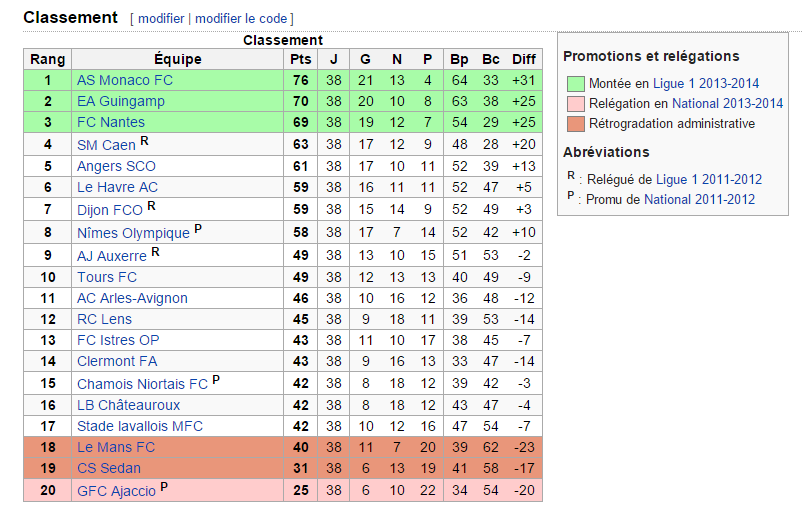 Classement [ modifier | modifier le code ]
Classement
Rang Équipe Pts J G N P Bp Bc Diff
1 AS Monaco FC 76 38 21 13 4 64 33 +31
2 EA Guingamp 70 38 20 10 8 63 38 +25
3 FC Nantes 69 38 19 12 7 54 29 +25
4 SM Caen R 63 38 17 12 9 48 28 +20
5 Angers SCO 61 38 17 10 11 52 39 +13
6 Le Havre AC 59 38 16 11 11 52 47 +5
7 Dijon FCO R 59 38 15 14 9 52 49 +3
8 Nîmes Olympique P 58 38 17 7 14 52 42 +10
9 AJ Auxerre R 49 38 13 10 15 51 53 -2
10 Tours FC 49 38 12 13 13 40 49 -9
11 AC Arles-Avignon 46 38 10 16 12 36 48 -12
12 RC Lens 45 38 9 18 11 39 53 -14
13 FC Istres OP 43 38 11 10 17 38 45 -7
14 Clermont FA 43 38 9 16 13 33 47 -14
15 Chamois Niortais FC P 42 38 8 18 12 39 42 -3
16 LB Châteauroux 42 38 8 18 12 43 47 -4
17 Stade lavallois MFC 42 38 10 12 16 47 54 -7
18 Le Mans FC 40 38 11 7 20 39 62 -23
19 CS Sedan 31 38 6 13 19 41 58 -17
20 GFC Ajaccio P 25 38 6 10 22 34 54 -20
Promotions et relégations
Montée en Ligue 1 2013-2014
Relégation en National 2013-2014
Rétrogradation administrative
Abréviations
R : Relégué de Ligue 1 2011-2012
P : Promu de National 2011-2012